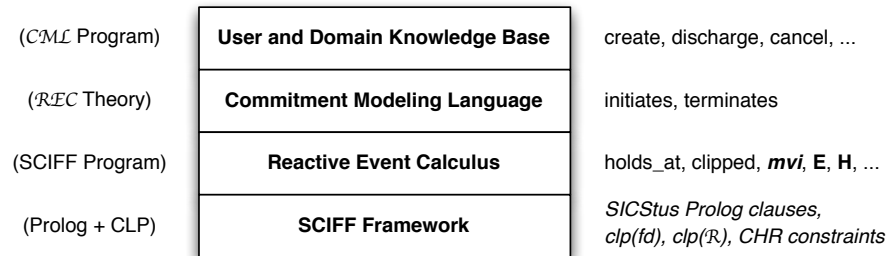 (CML Program) User and Domain Knowledge Base create, discharge, cancel, ...
(REC Theory) Commitment Modeling Language initiates, terminates
(SCIFF Program) Reactive Event Calculus holds_at, clipped, mvi, E, H, ...
(Prolog + CLP) SCIFF Framework SICStus Prolog clauses,
clp(fd), clp(R), CHR constraints